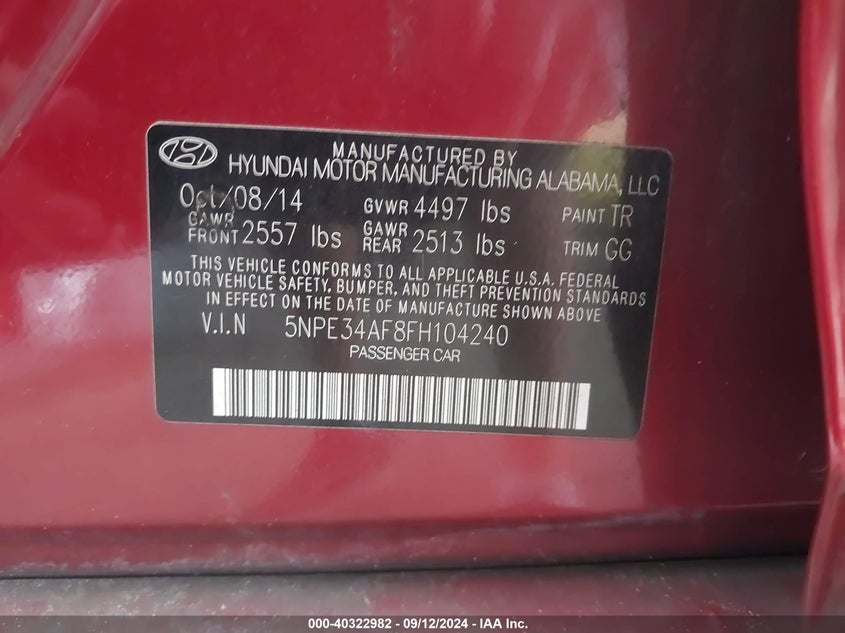 MANUFACTURED BY
HYUNDAI MOTOR MANUFACTURING ALABAMA, LLC
Oct/08/14 GVWR 4497 lbs PAINT TR
GAWR FRONT 2557 lbs GAWR REAR 2513 lbs TRIM GG
THIS VEHICLE CONFORMS TO ALL APPLICABLE U.S.A. FEDERAL
MOTOR VEHICLE SAFETY, BUMPER, AND THEFT PREVENTION STANDARDS
IN EFFECT ON THE DATE OF MANUFACTURE SHOWN ABOVE
V.I.N 5NPE34AF8FH104240
PASSENGER CAR
000-40322982 - 09/12/2024 - IAA Inc.